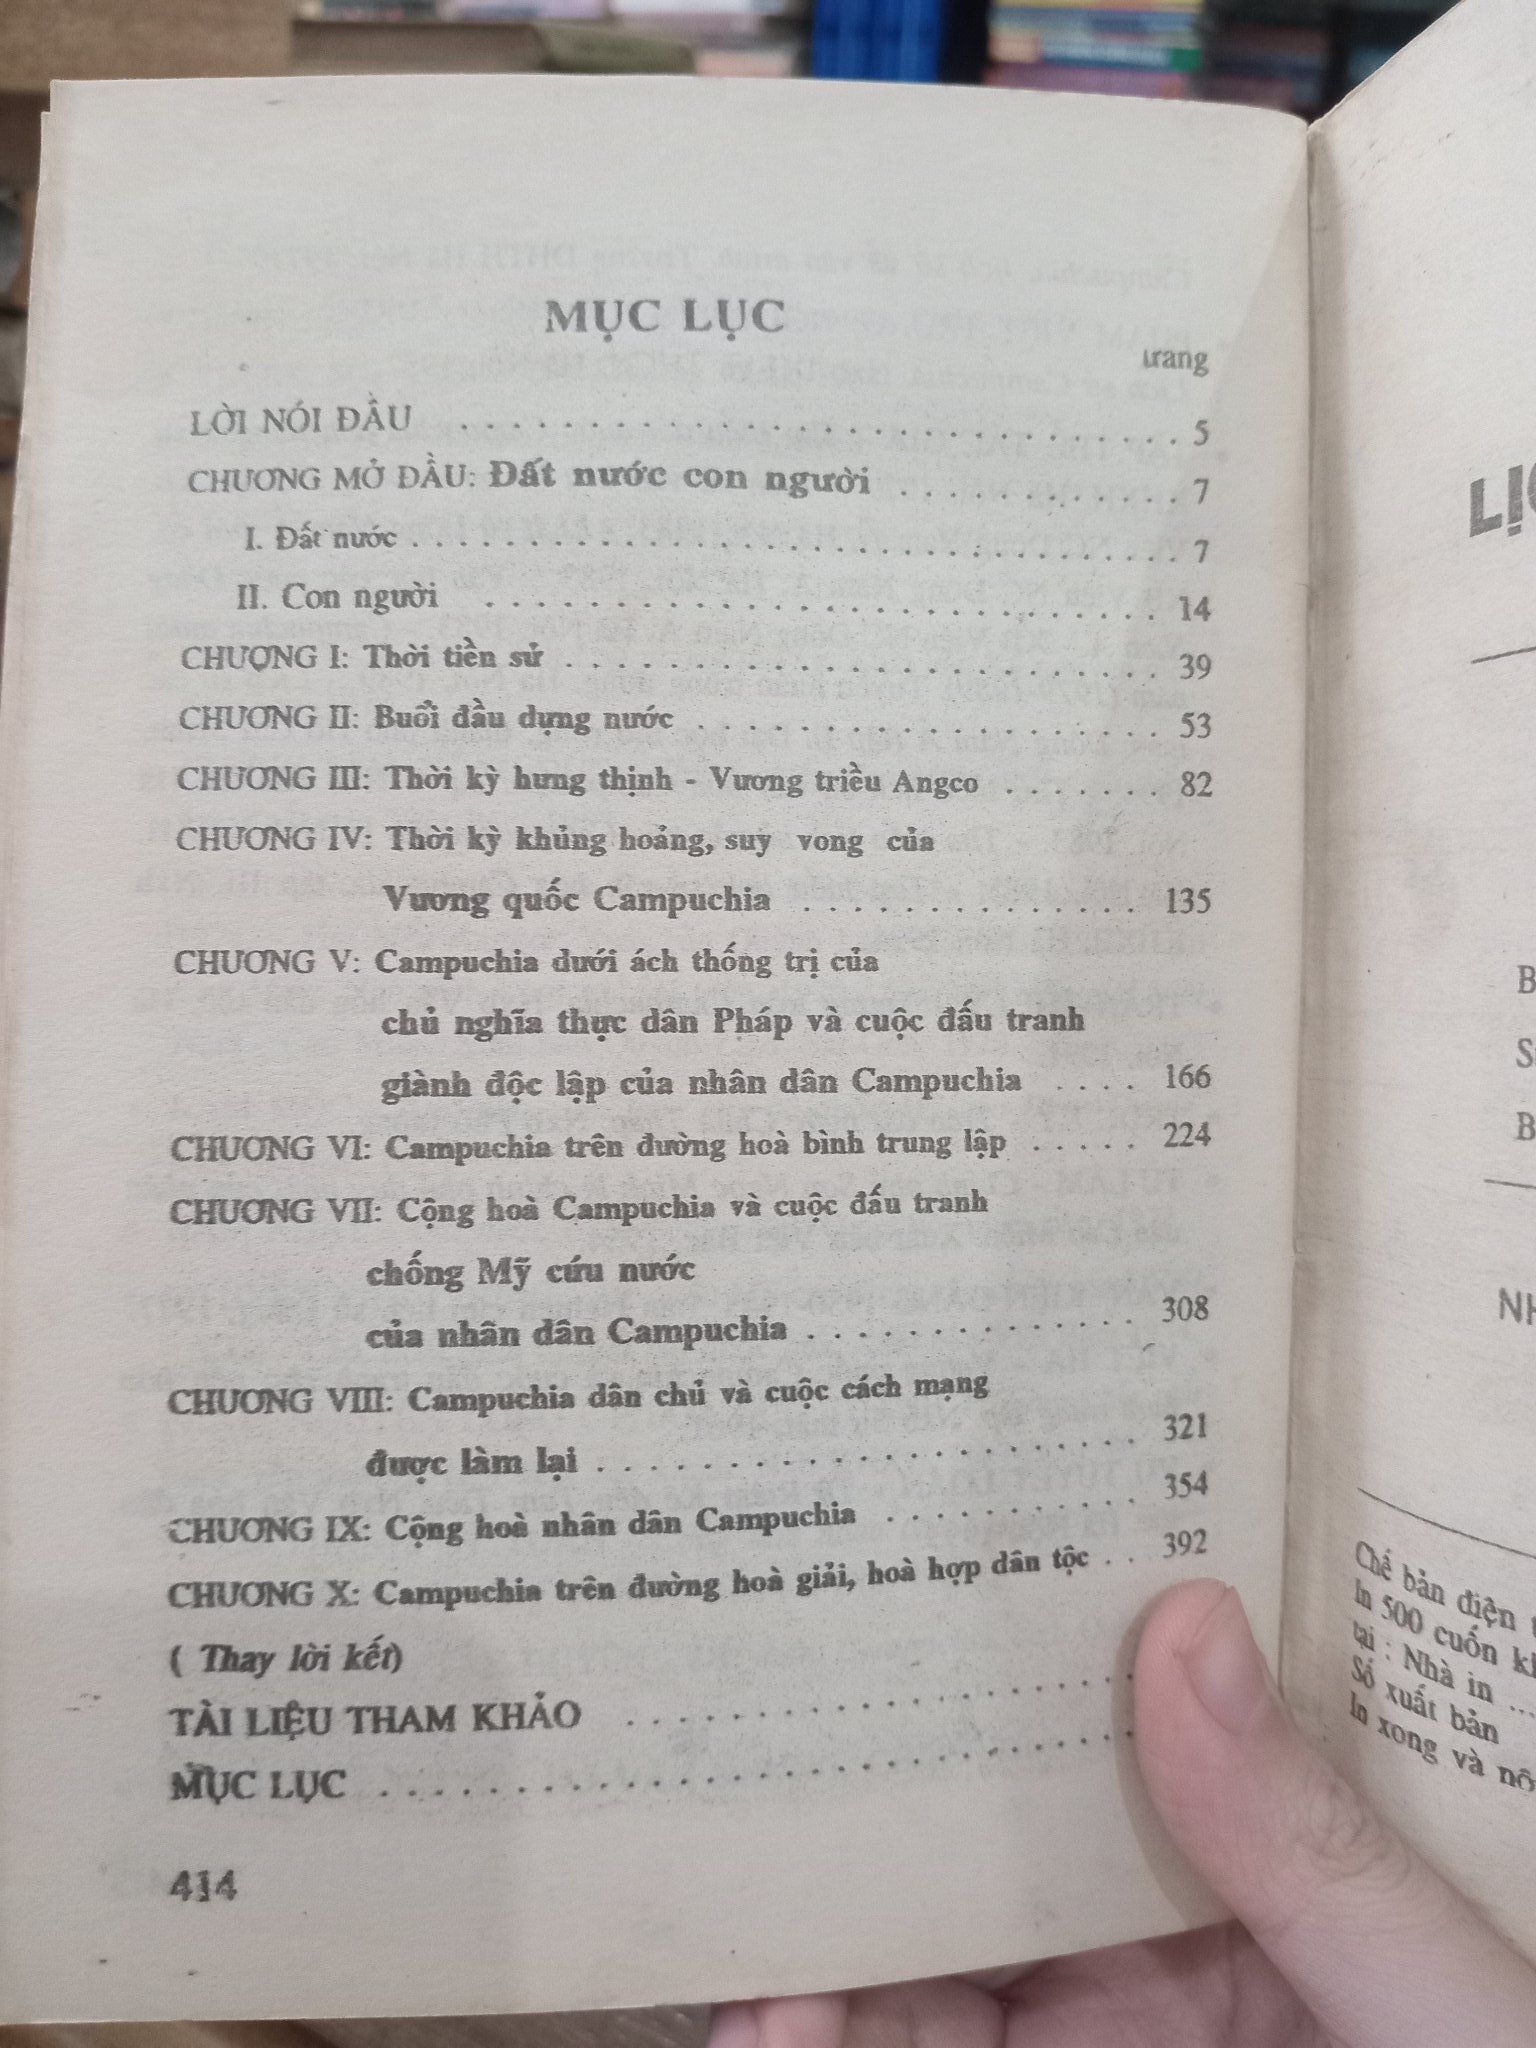 MỤC LỤC
trang
LỜI NÓI ĐẦU . . . . . . . . . . . . . . . . . . . . . . . . . . . . 5
CHƯƠNG MỞ ĐẦU: Đất nước con người . . . . . . . . . . . . 7
I. Đất nước . . . . . . . . . . . . . . . . . . . . . . . . . . . . . . 7
II. Con người . . . . . . . . . . . . . . . . . . . . . . . . . . 14
CHƯƠNG I: Thời tiền sử . . . . . . . . . . . . . . . . . . . . . . . 39
CHƯƠNG II: Buổi đầu dựng nước . . . . . . . . . . . . . . . . . . . 53
CHƯƠNG III: Thời kỳ hưng thịnh - Vương triều Angco . . . . . . . 82
CHƯƠNG IV: Thời kỳ khủng hoảng, suy vong của
Vương quốc Campuchia . . . . . . . . . . . . . . 135
CHƯƠNG V: Campuchia dưới ách thống trị của
chủ nghĩa thực dân Pháp và cuộc đấu tranh
giành độc lập của nhân dân Campuchia . . . . 166
CHƯƠNG VI: Campuchia trên đường hoà bình trung lập . . . . . 224
CHƯƠNG VII: Cộng hoà Campuchia và cuộc đấu tranh
chống Mỹ cứu nước
của nhân dân Campuchia . . . . . . . . . . . . . . 308
CHƯƠNG VIII: Campuchia dân chủ và cuộc cách mạng
được làm lại . . . . . . . . . . . . . . . . . . . . . . 321
CHƯƠNG IX: Cộng hoà nhân dân Campuchia . . . . . . . . . . 354
CHƯƠNG X: Campuchia trên đường hoà giải, hoà hợp dân tộc . . 392
( Thay lời kết)
TÀI LIỆU THAM KHẢO . . . . . . . . . . . . . . . . . . . .
MỤC LỤC . . . . . . . . . . . . . . . . . . . . . . . . . . . . .
414
B
B
NH
Chế bản điện
In 500 cuốn
tại : Nhà in ...
Số xuất bản
In xong và